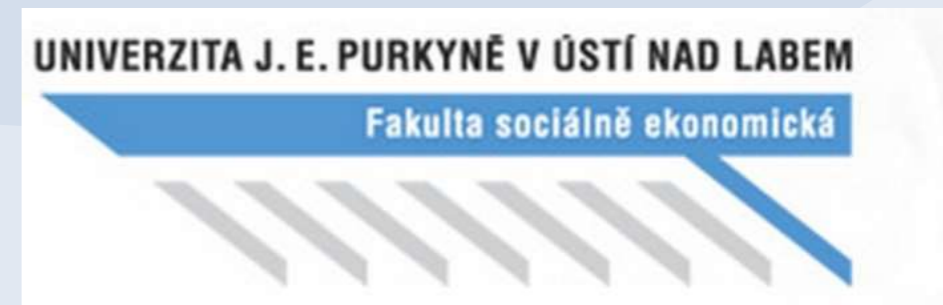 UNIVERZITA J. E. PURKYNĚ V ÚSTÍ NAD LABEM
Fakulta sociálně ekonomická